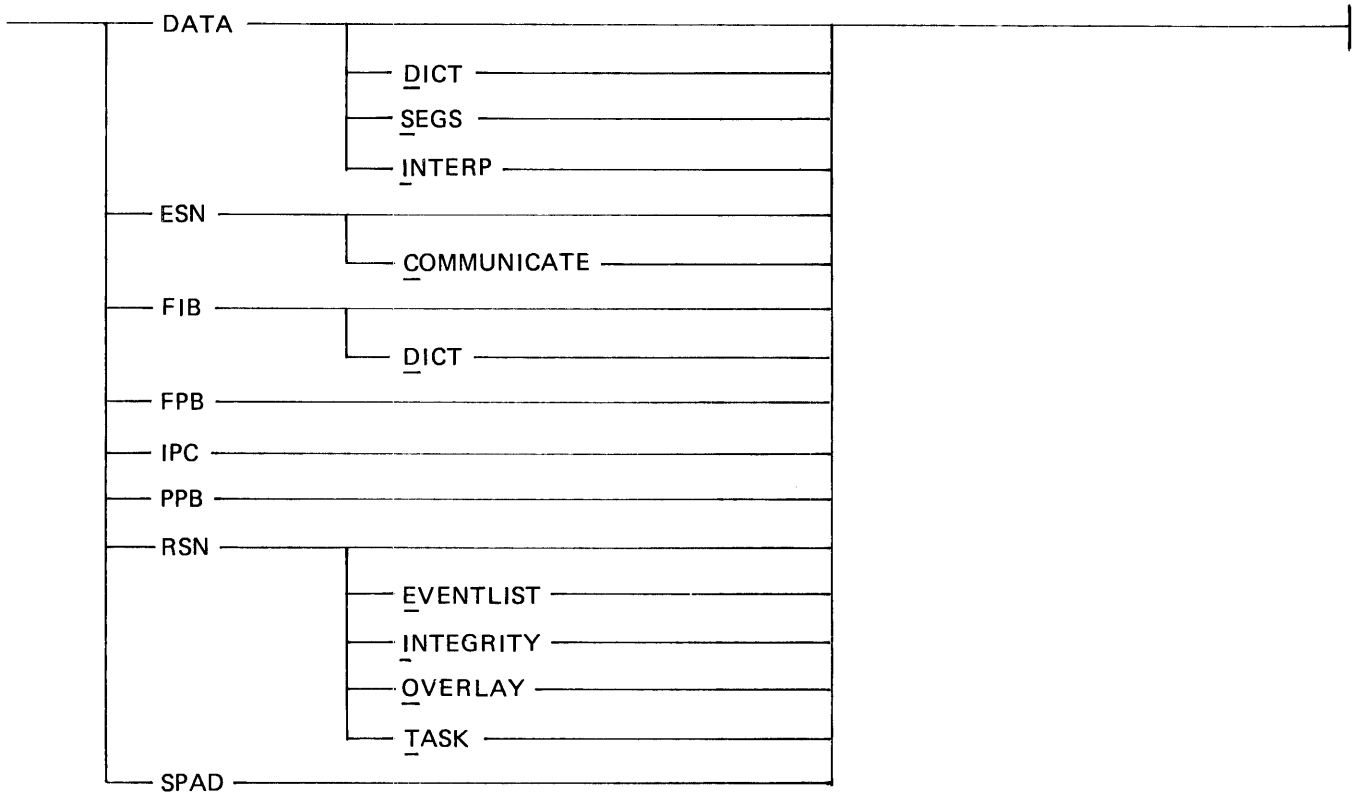 DATA
DICT
SEGS
INTERP
ESN
COMMUNICATE
FIB
DICT
FPB
IPC
PPB
RSN
EVENTLIST
INTEGRITY
OVERLAY
TASK
SPAD